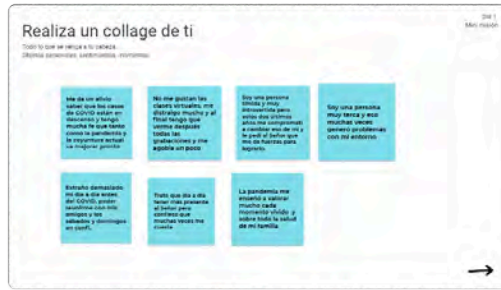 Realiza un collage de ti
Todo lo que se venga a tu cabeza.
Objetos personales, sentimientos, momentos.
Día 1
Mini misión
Me da un alivio
saber que los casos
de COVID están en
descenso y tengo
mucha fe que tanto
como la pandemia y
la coyuntura actual
va mejorar pronto
No me gustan las
clases virtuales, me
distraigo mucho y al
final tengo que
verme después
todas las
grabaciones y me
agobia un poco
Soy una persona
tímida y muy
introvertida pero
estos dos últimos
años me comprometí
a cambiar eso de mí y
le pedí al Señor que
me de fuerzas para
lograrlo.
Soy una persona
muy terca y eso
muchas veces
generó problemas
con mi entorno
Extraño demasiado
mi día a día antes
del COVID, poder
reunirme con mis
amigos y los
sábados y domingos
en confi.
Trato que día a día
tener más presente
al Señor pero
confieso que
muchas veces me
cuesta
La pandemia me
enseñó a valorar
mucho cada
momento vivido y
sobre todo la salud
de mi familia